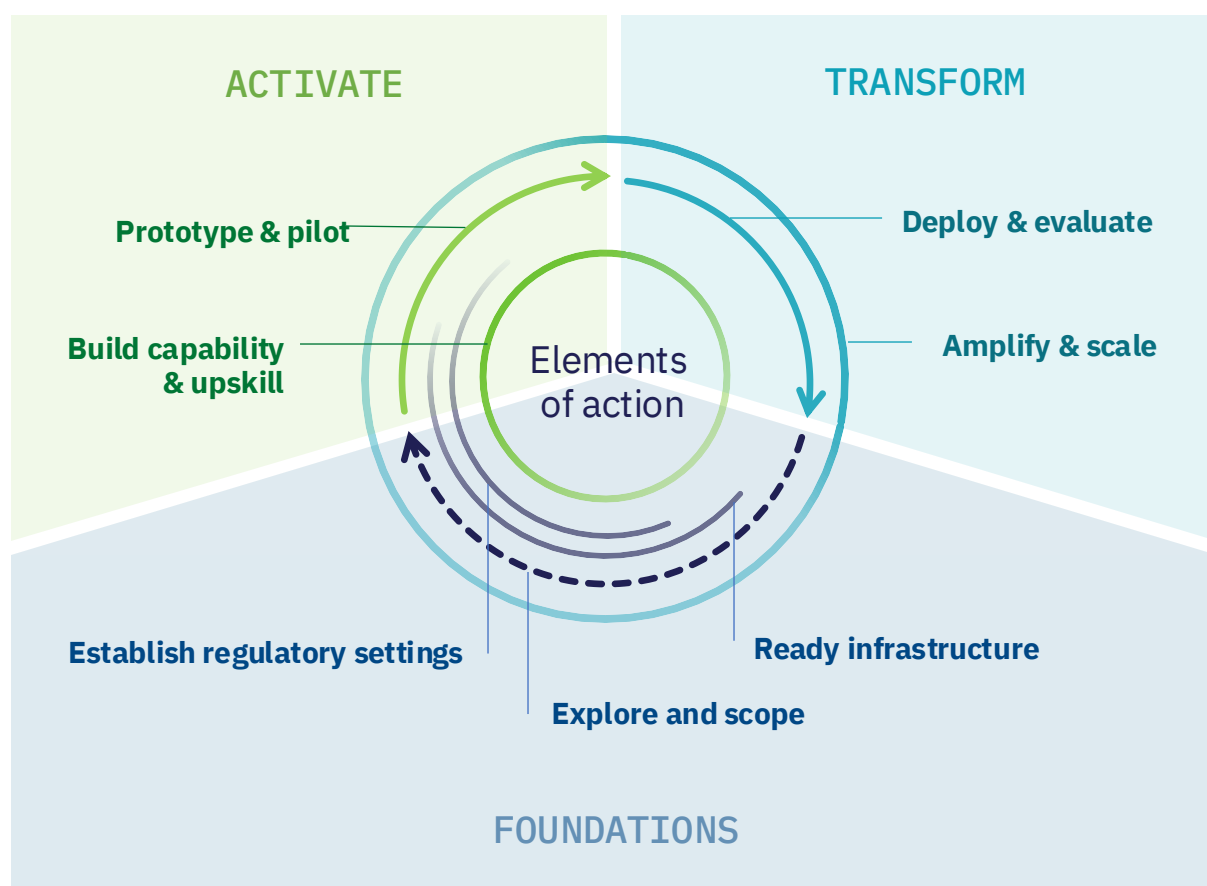 ACTIVATE
TRANSFORM
Prototype & pilot
Deploy & evaluate
Build capability
& upskill
Amplify & scale
Elements
of action
Establish regulatory settings
Ready infrastructure
Explore and scope
FOUNDATIONS